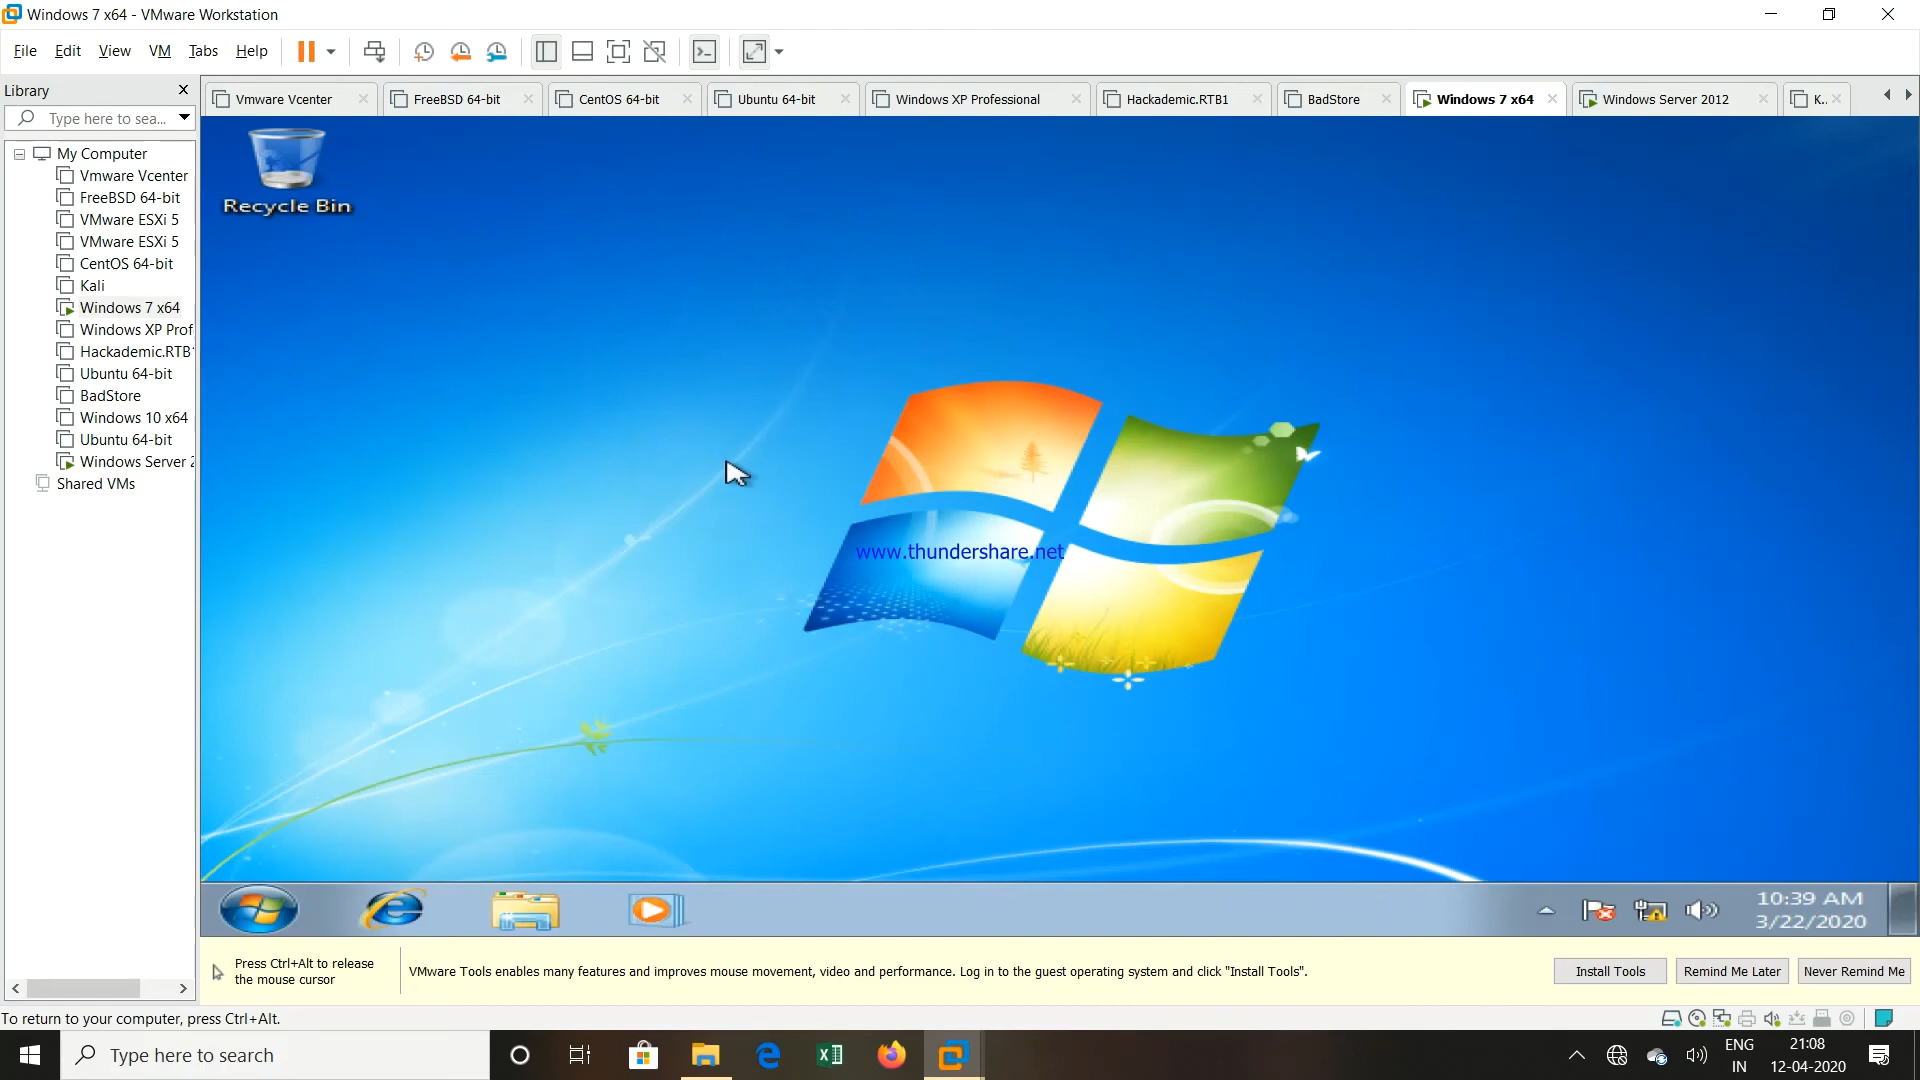 Windows 7 x64 - VMware Workstation
File Edit View VM Tabs Help
Library
Type here to sea...
Vmware Vcenter
FreeBSD 64-bit
CentOS 64-bit
Ubuntu 64-bit
Windows XP Professional
Hackademic.RTB1
BadStore
Windows 7 x64
Windows Server 2012
K..
My Computer
Vmware Vcenter
FreeBSD 64-bit
VMware ESXi 5
VMware ESXi 5
CentOS 64-bit
Kali
Windows 7 x64
Windows XP Prof
Hackademic.RTB
Ubuntu 64-bit
BadStore
Windows 10 x64
Ubuntu 64-bit
Windows Server 2
Shared VMs
Recycle Bin
www.thundershare.net
10:39 AM
3/22/2020
Press Ctrl+Alt to release
the mouse cursor
VMware Tools enables many features and improves mouse movement, video and performance. Log in to the guest operating system and click "Install Tools".
Install Tools
Remind Me Later
Never Remind Me
To return to your computer, press Ctrl+Alt.
Type here to search
ENG
IN
21:08
12-04-2020